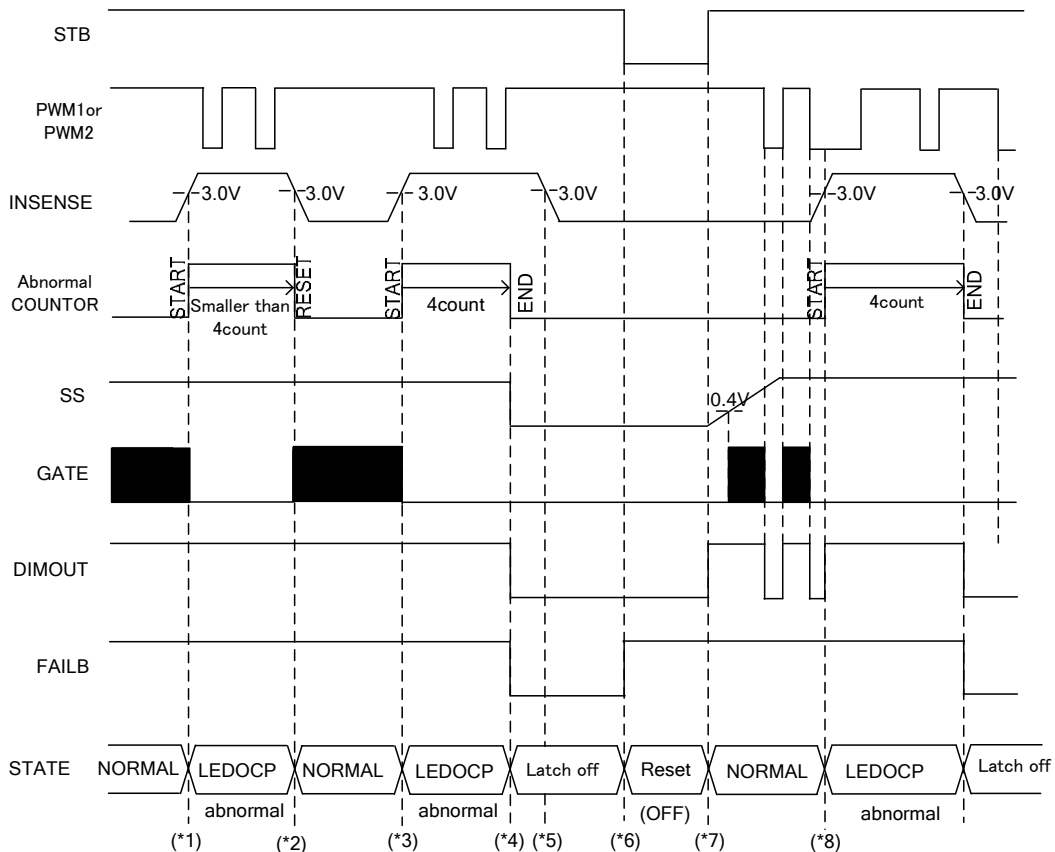 STB
PWM1or
PWM2
INSENSE
3.0V
3.0V
3.0V
3.0V
3.0V
3.0V
Abnormal
COUNTOR
START
Smaller than
4count
RESET
START
4count
END
START
4count
END
SS
0.4V
GATE
DIMOUT
FAILB
STATE
NORMAL
LEDOCP
NORMAL
LEDOCP
Latch off
Reset
NORMAL
LEDOCP
Latch off
abnormal
abnormal
(OFF)
abnormal
(*1)
(*2)
(*3)
(*4)
(*5)
(*6)
(*7)
(*8)